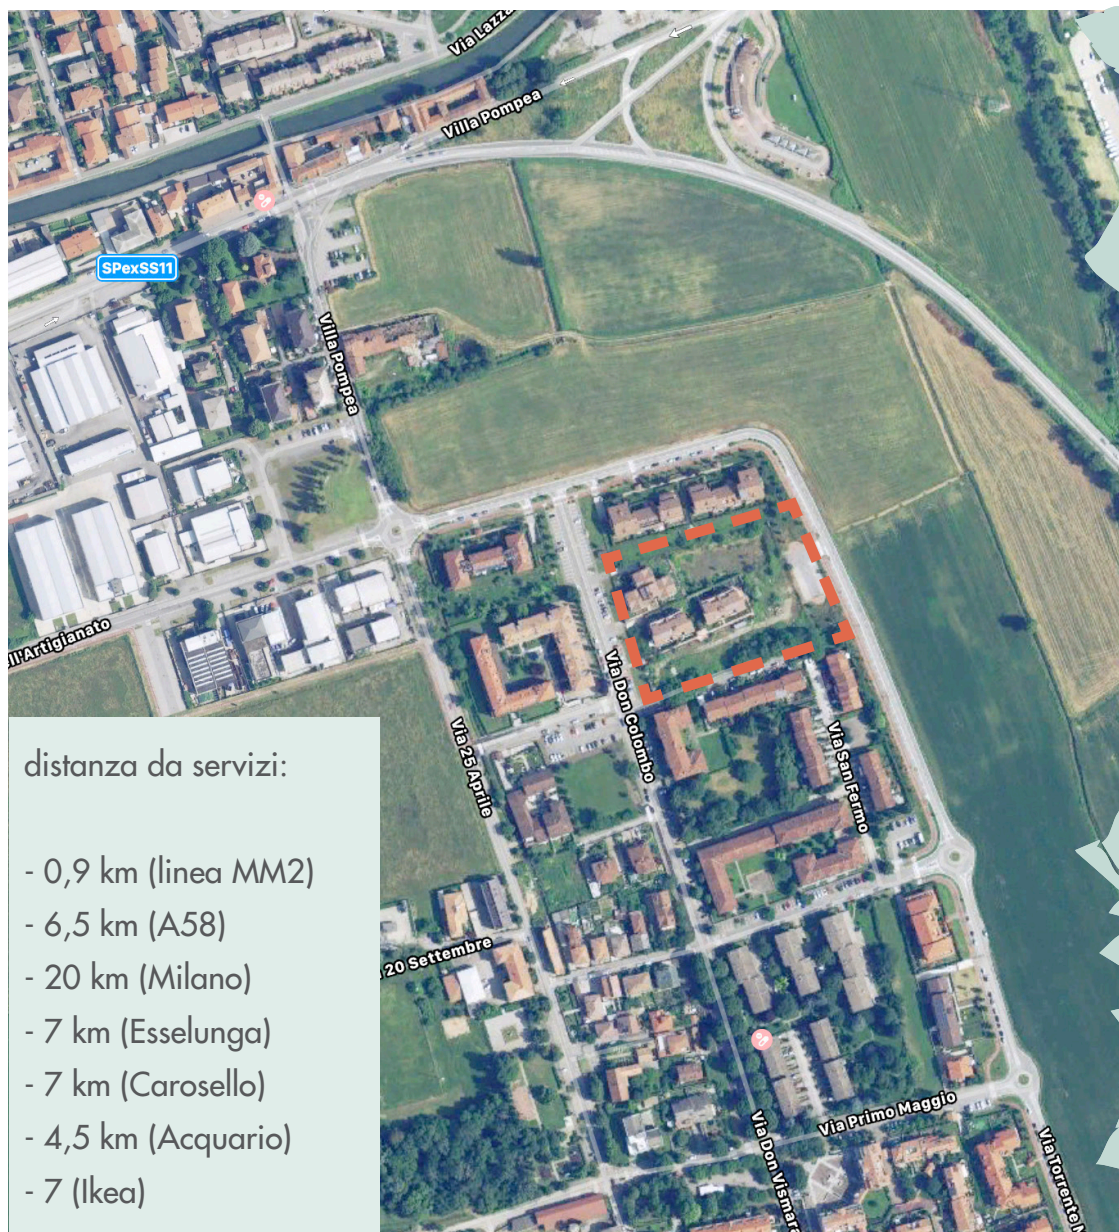 Via Lazza
Villa Pompea
SPexSS11
Villa Pompea
ll'Artigianato
Via Don Colombo
Via San Fermo
Via 25 Aprile
distanza da servizi:
- 0,9 km (linea MM2)
- 6,5 km (A58)
- 20 km (Milano)
- 7 km (Esselunga)
- 7 km (Carosello)
- 4,5 km (Acquario)
- 7 (Ikea)
20 Settembre
Via Primo Maggio
Via Don Vismara
Via Torrente